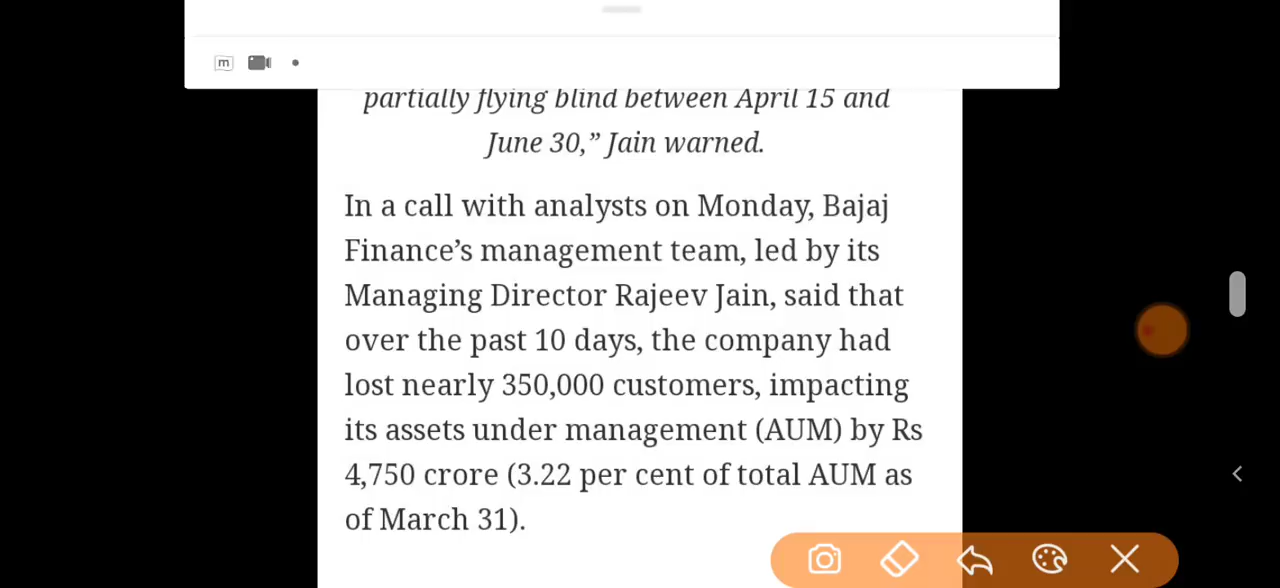 m
partially flying blind between April 15 and
June 30,” Jain warned.
In a call with analysts on Monday, Bajaj
Finance’s management team, led by its
Managing Director Rajeev Jain, said that
over the past 10 days, the company had
lost nearly 350,000 customers, impacting
its assets under management (AUM) by Rs
4,750 crore (3.22 per cent of total AUM as
of March 31).